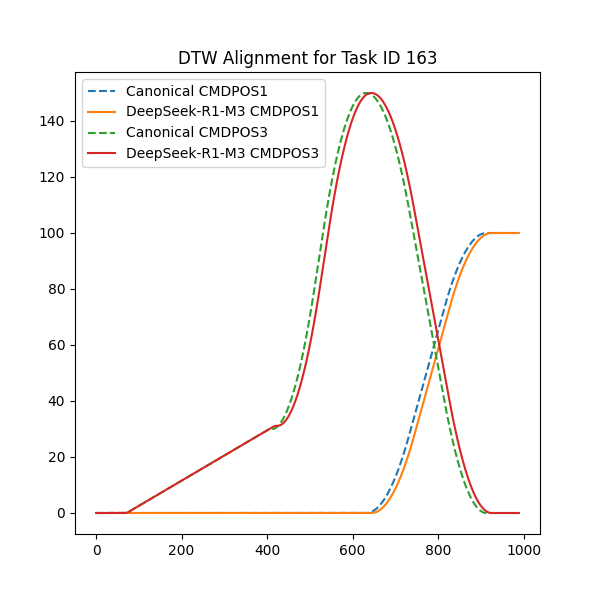 DTW Alignment for Task ID 163
Canonical CMDPOS1
DeepSeek-R1-M3 CMDPOS1
Canonical CMDPOS3
DeepSeek-R1-M3 CMDPOS3
140
120
100
80
60
40
20
0
0 200 400 600 800 1000